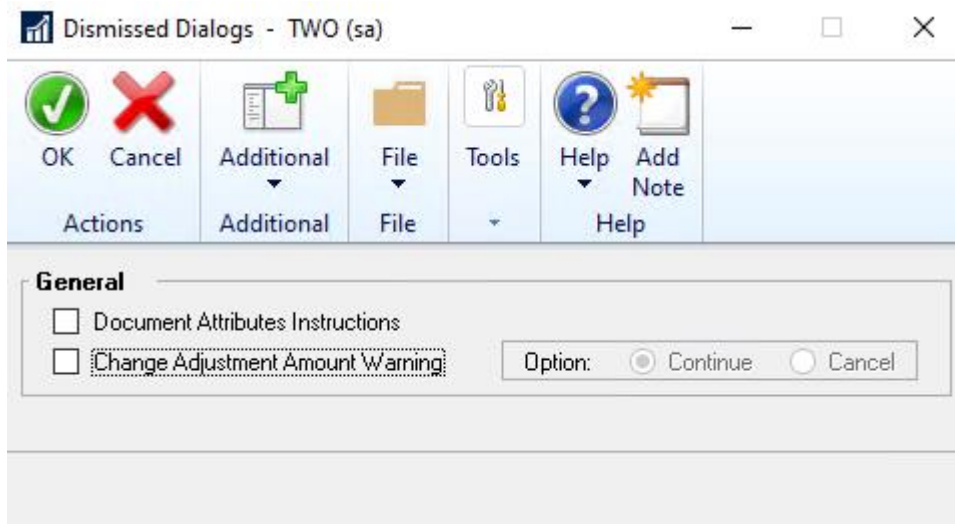 Dismissed Dialogs - TWO (sa)
OK Cancel Additional File Tools Help Add Note
Actions Additional File Help
General
Document Attributes Instructions
Change Adjustment Amount Warning Option: Continue Cancel